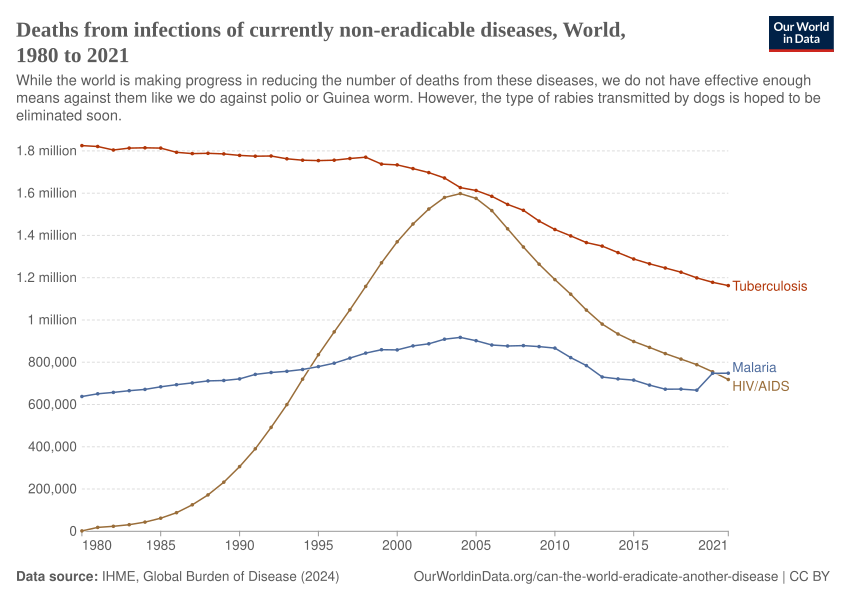 Deaths from infections of currently non-eradicable diseases, World,
1980 to 2021
Our World
in Data
While the world is making progress in reducing the number of deaths from these diseases, we do not have effective enough
means against them like we do against polio or Guinea worm. However, the type of rabies transmitted by dogs is hoped to be
eliminated soon.
1.8 million
1.6 million
1.4 million
1.2 million
1 million
800,000
600,000
400,000
200,000
0
Tuberculosis
Malaria
HIV/AIDS
1980 1985 1990 1995 2000 2005 2010 2015 2021
Data source: IHME, Global Burden of Disease (2024)
OurWorldinData.org/can-the-world-eradicate-another-disease | CC BY